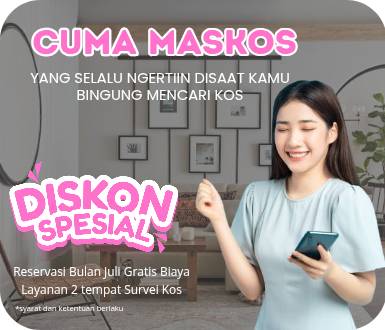 CUMA MASKOS
YANG SELALU NGERTIIN DISAAT KAMU
BINGUNG MENCARI KOS
DISKON
SPESIAL
Reservasi Bulan Juli Gratis Biaya
Layanan 2 tempat Survei Kos
*syarat dan ketentuan berlaku